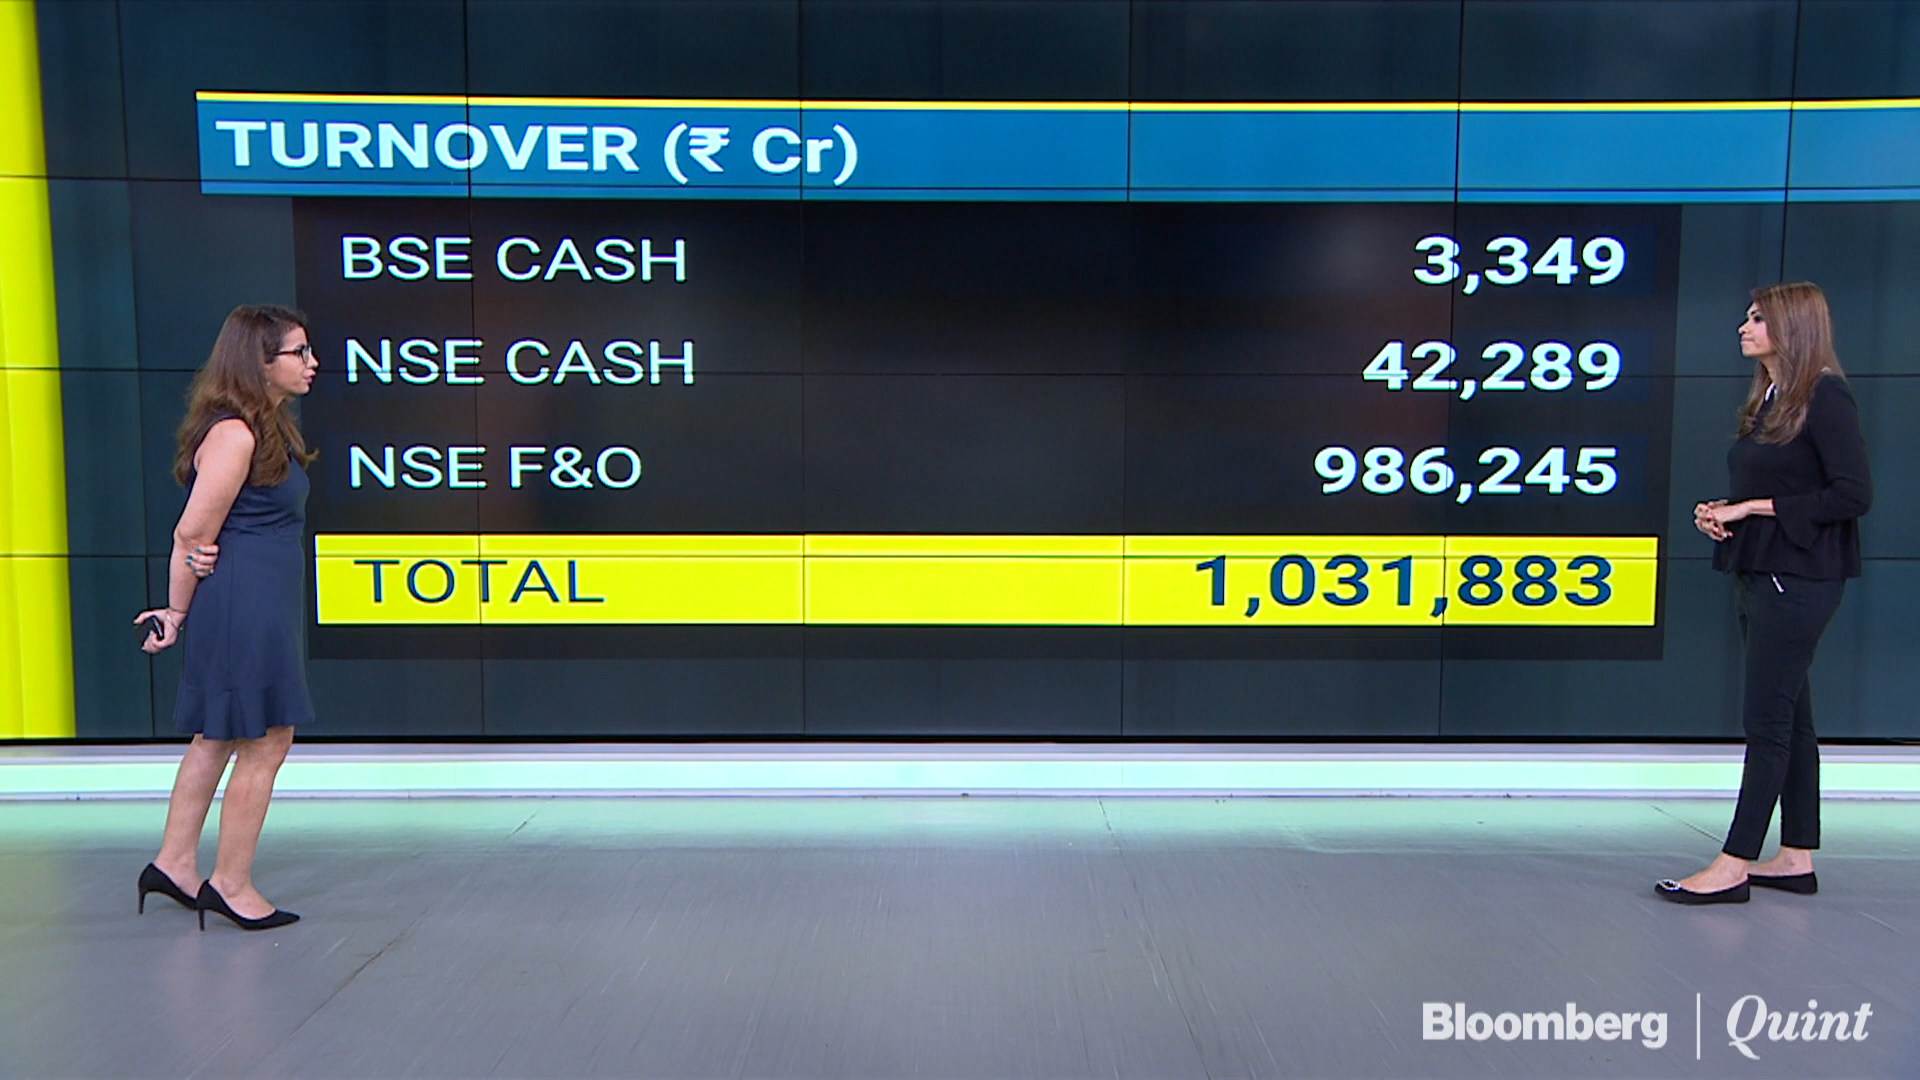 TURNOVER (₹ Cr)
BSE CASH 3,349
NSE CASH 42,289
NSE F&O 986,245
TOTAL 1,031,883
Bloomberg | Quint